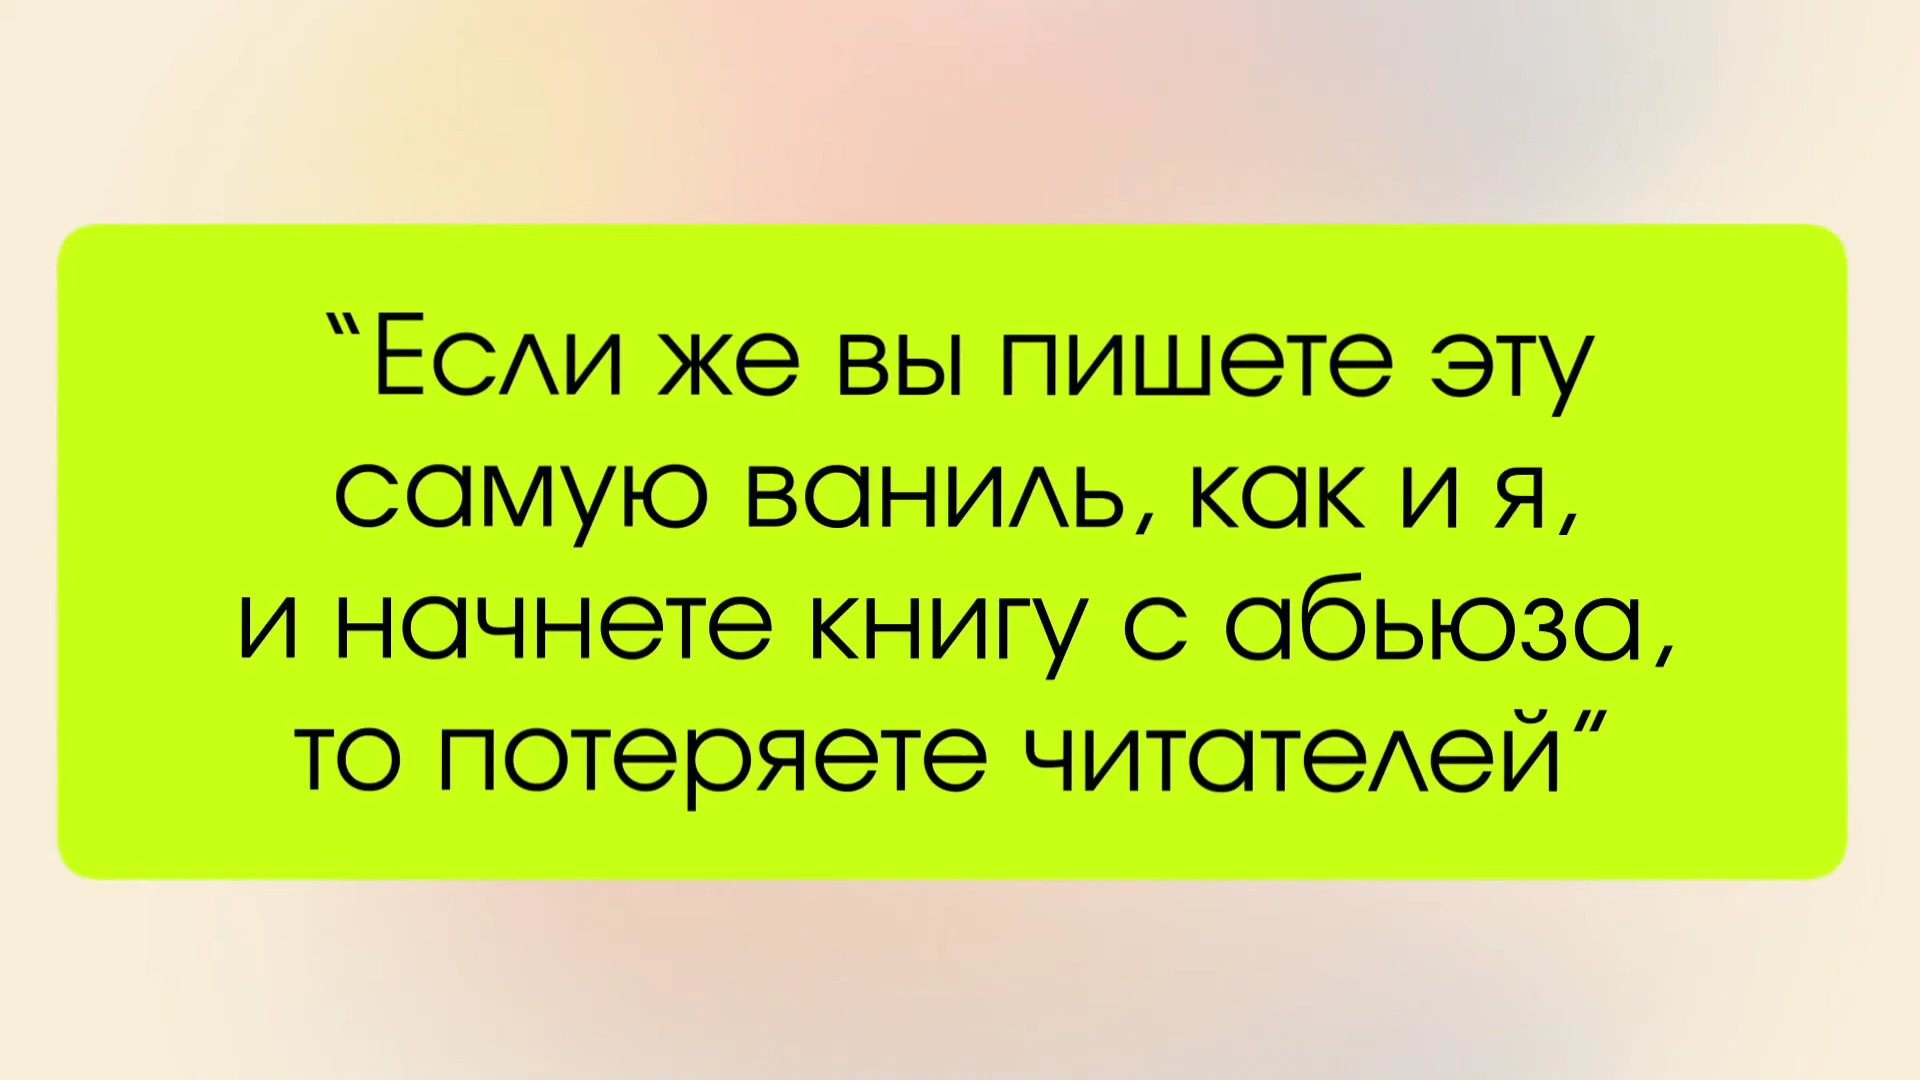 “Если же вы пишете эту
самую ваниль, как и я,
и начнете книгу с абьюза,
то потеряете читателей”